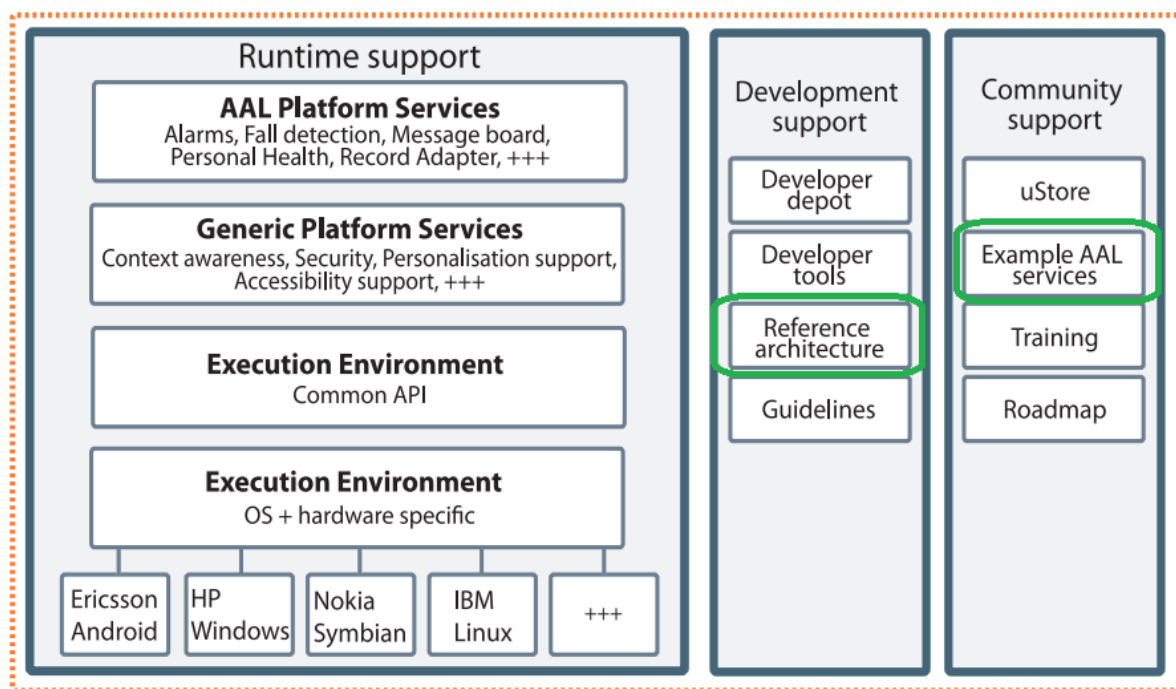 Runtime support
AAL Platform Services
Alarms, Fall detection, Message board,
Personal Health, Record Adapter, +++
Generic Platform Services
Context awareness, Security, Personalisation support,
Accessibility support, +++
Execution Environment
Common API
Execution Environment
OS + hardware specific
Ericsson
Android
HP
Windows
Nokia
Symbian
IBM
Linux
+++
Development
support
Developer
depot
Developer
tools
Reference
architecture
Guidelines
Community
support
uStore
Example AAL
services
Training
Roadmap